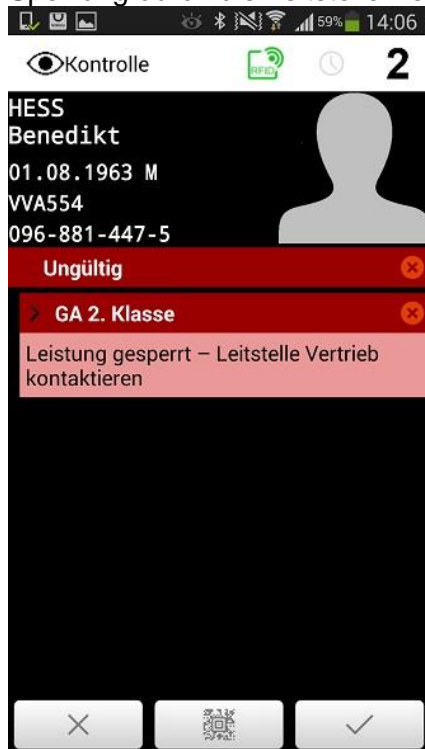 59% 14:06
Kontrolle RFID 2
HESS
Benedikt
01.08.1963 M
VVA554
096-881-447-5
Ungültig
GA 2. Klasse
Leistung gesperrt – Leitstelle Vertrieb
kontaktieren